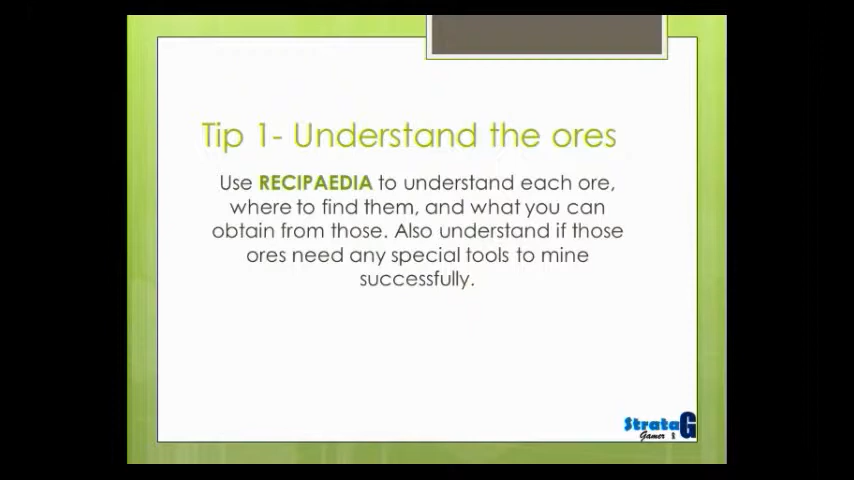 Tip 1- Understand the ores
Use RECIPAEDIA to understand each ore,
where to find them, and what you can
obtain from those. Also understand if those
ores need any special tools to mine
successfully.
StrataG
Gamer